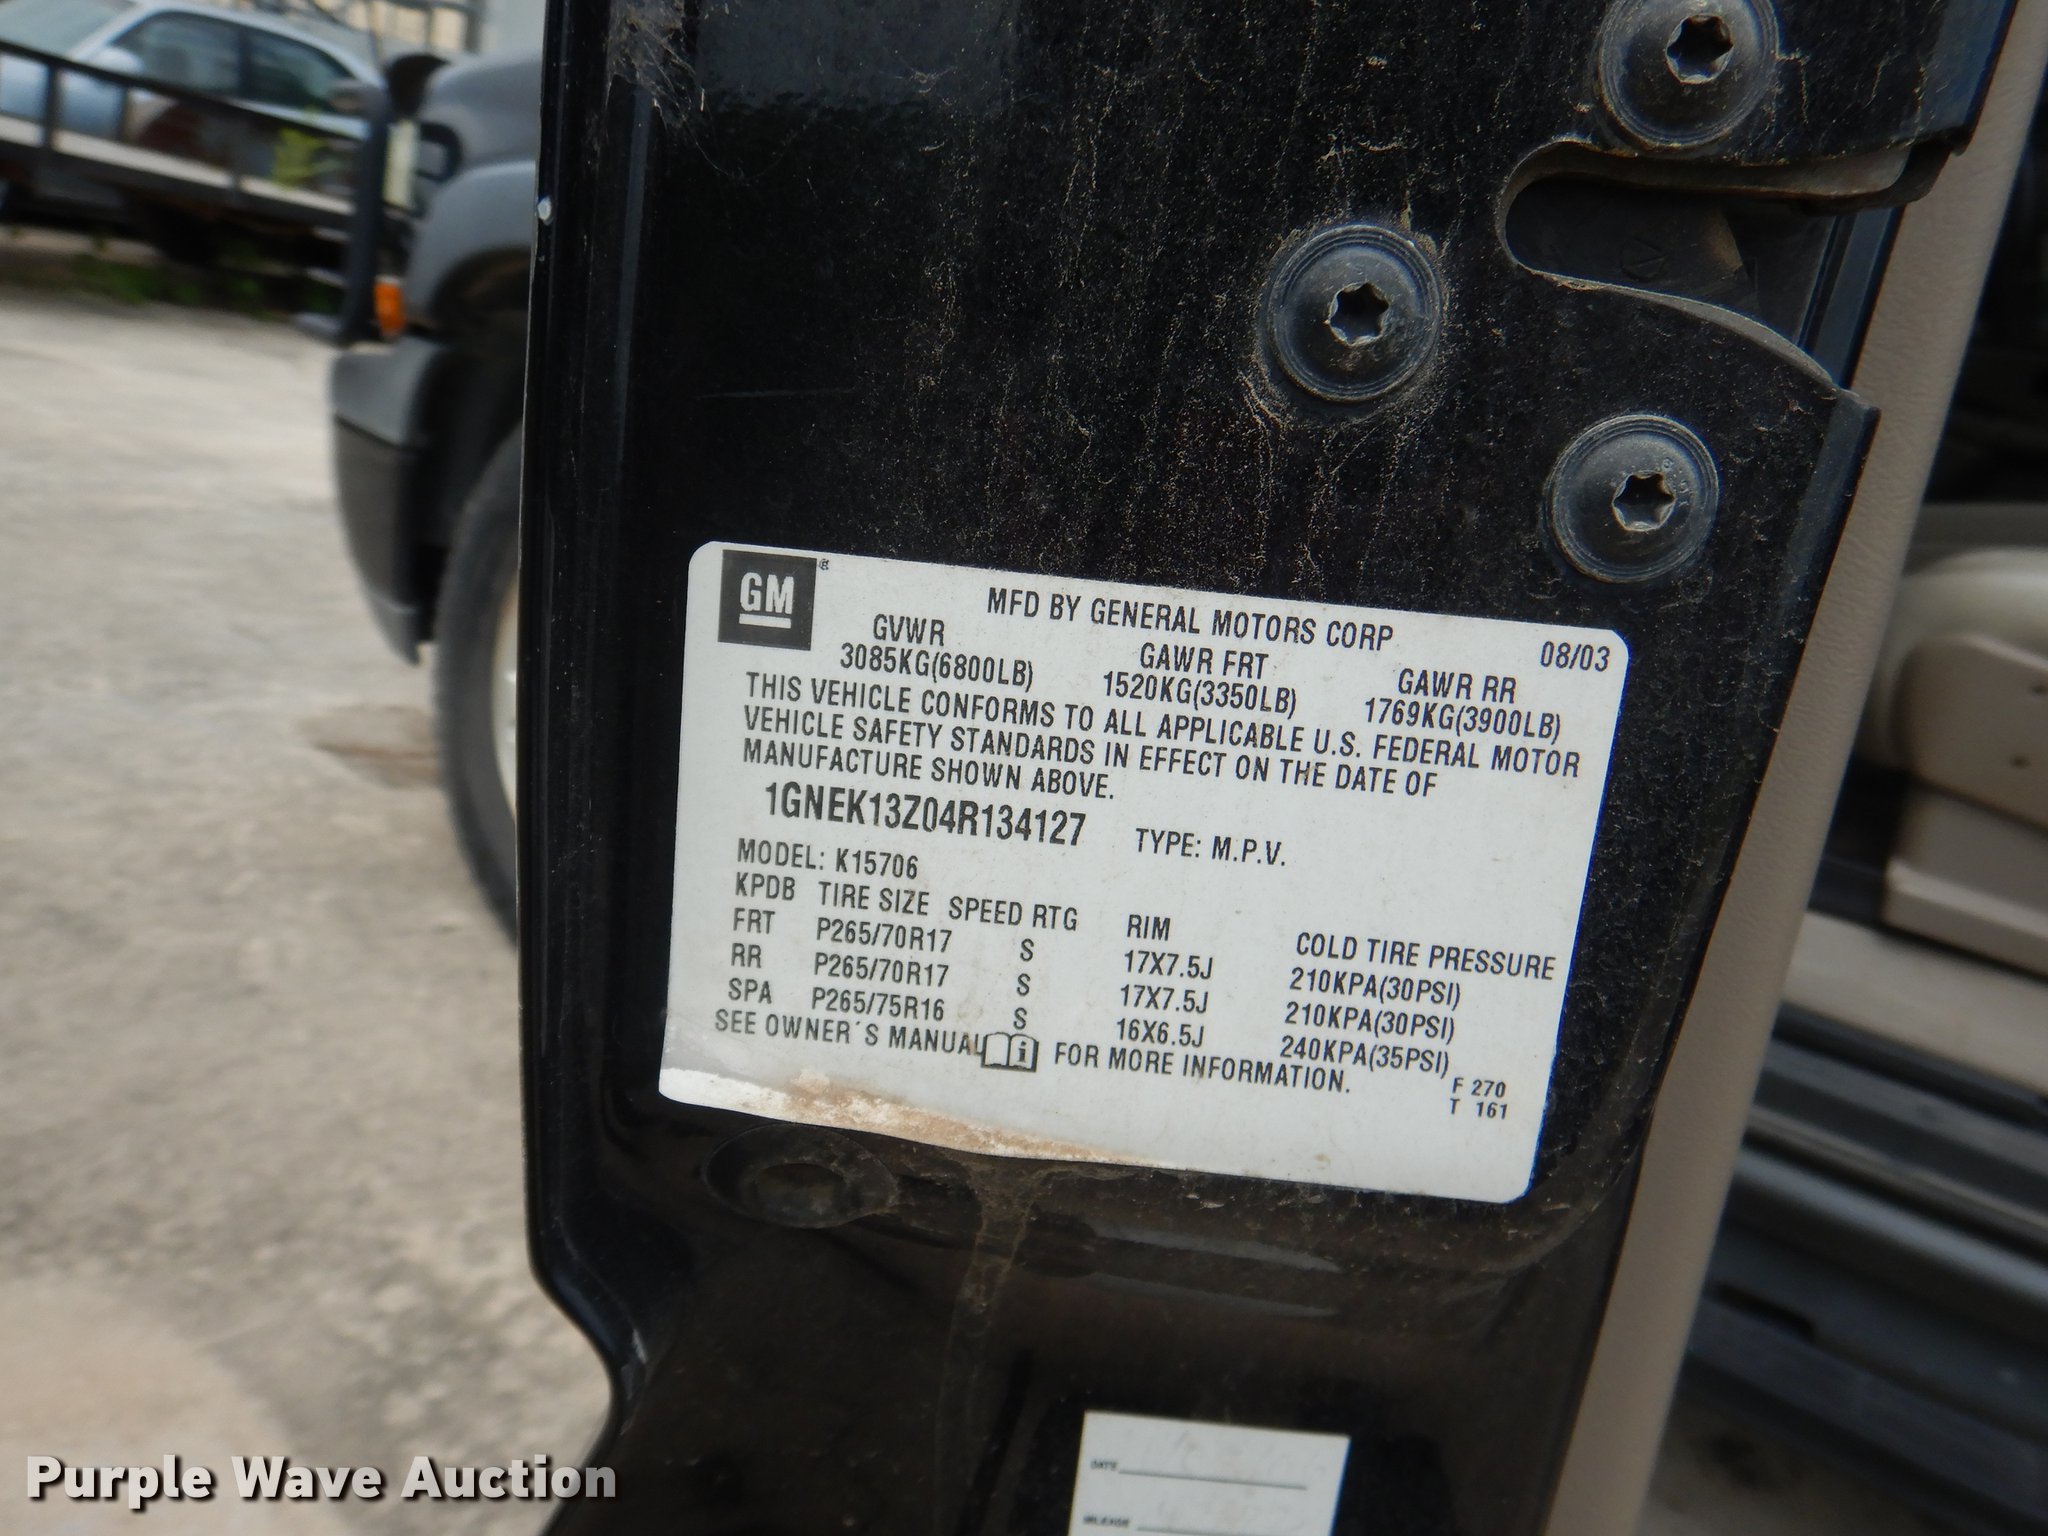 GM
MFD BY GENERAL MOTORS CORP 08/03
GVWR GAWR FRT GAWR RR
3085KG(6800LB) 1520KG(3350LB) 1769KG(3900LB)
THIS VEHICLE CONFORMS TO ALL APPLICABLE U.S. FEDERAL MOTOR
VEHICLE SAFETY STANDARDS IN EFFECT ON THE DATE OF
MANUFACTURE SHOWN ABOVE.
1GNEK13Z04R134127 TYPE: M.P.V.
MODEL: K15706
KPDB TIRE SIZE SPEED RTG RIM COLD TIRE PRESSURE
FRT P265/70R17 S 17X7.5J 210KPA(30PSI)
RR P265/70R17 S 17X7.5J 210KPA(30PSI)
SPA P265/75R16 S 16X6.5J 240KPA(35PSI)
SEE OWNER´S MANUAL FOR MORE INFORMATION.
F 270
T 161
DATE
MILEAGE
Purple Wave Auction